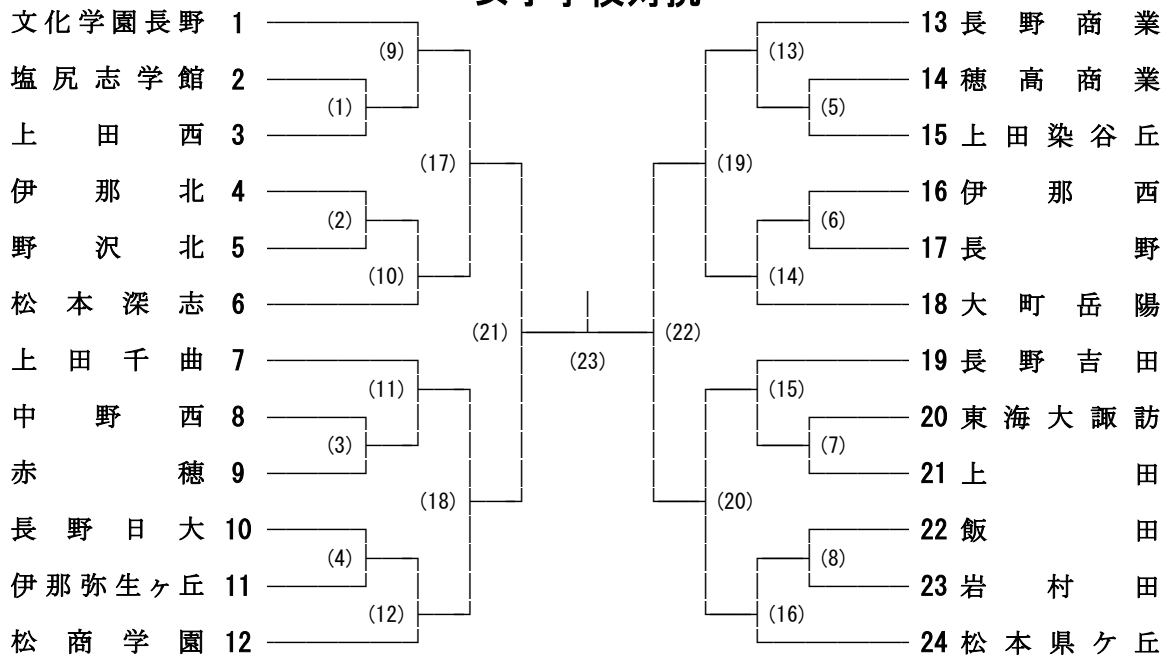 女子学校対抗
文化学園長野 1
塩尻志学館 2
上田西 3
伊那北 4
野沢北 5
松本深志 6
上田千曲 7
中野西 8
赤穂 9
長野日大 10
伊那弥生ヶ丘 11
松商学園 12
(9)
(1)
(17)
(2)
(10)
(21)
(11)
(3)
(18)
(4)
(12)
(23)
(13)
(5)
(19)
(6)
(14)
(22)
(15)
(7)
(20)
(8)
(16)
13 長野商業
14 穂高商業
15 上田染谷丘
16 伊那西
17 長野
18 大町岳陽
19 長野吉田
20 東海大諏訪
21 上田
22 飯田
23 岩村田
24 松本県ケ丘